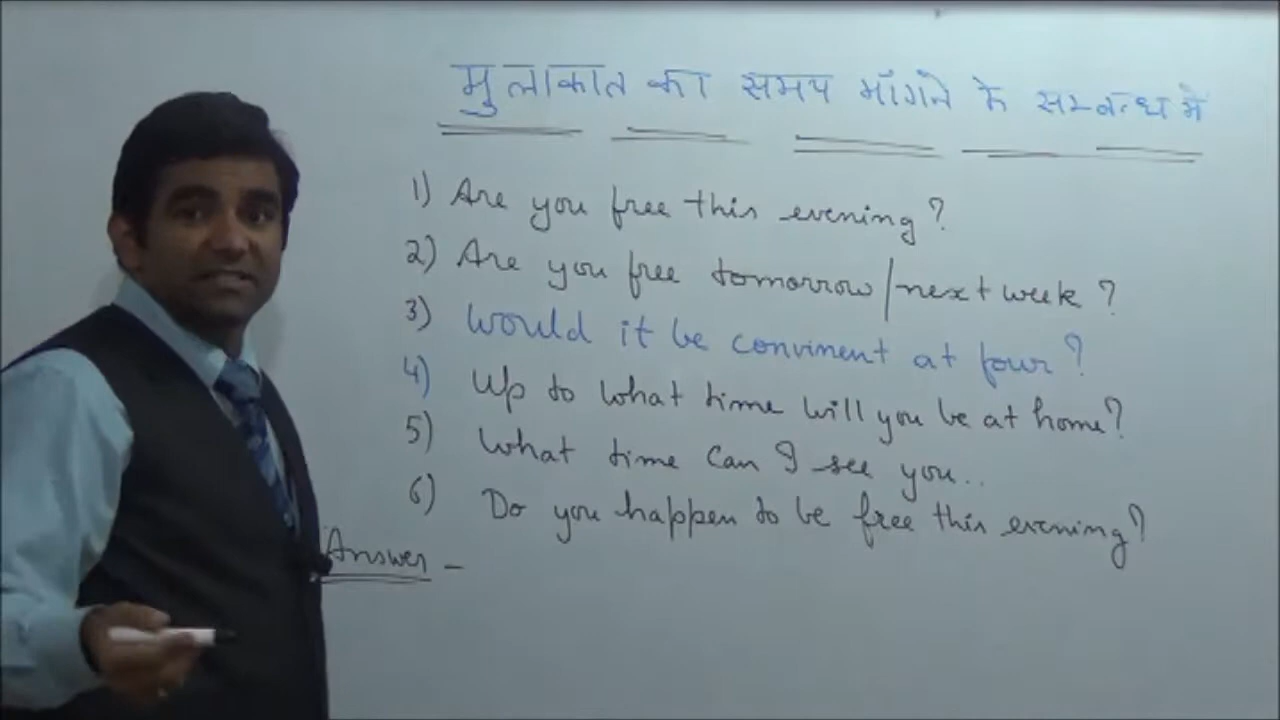 मुलाकात का समय माँगने के सम्बन्ध में
1) Are you free this evening?
2) Are you free tomorrow/next week?
3) Would it be convinent at four?
4) Up to what time will you be at home?
5) What time can I see you..
6) Do you happen to be free this evening?
Answer -